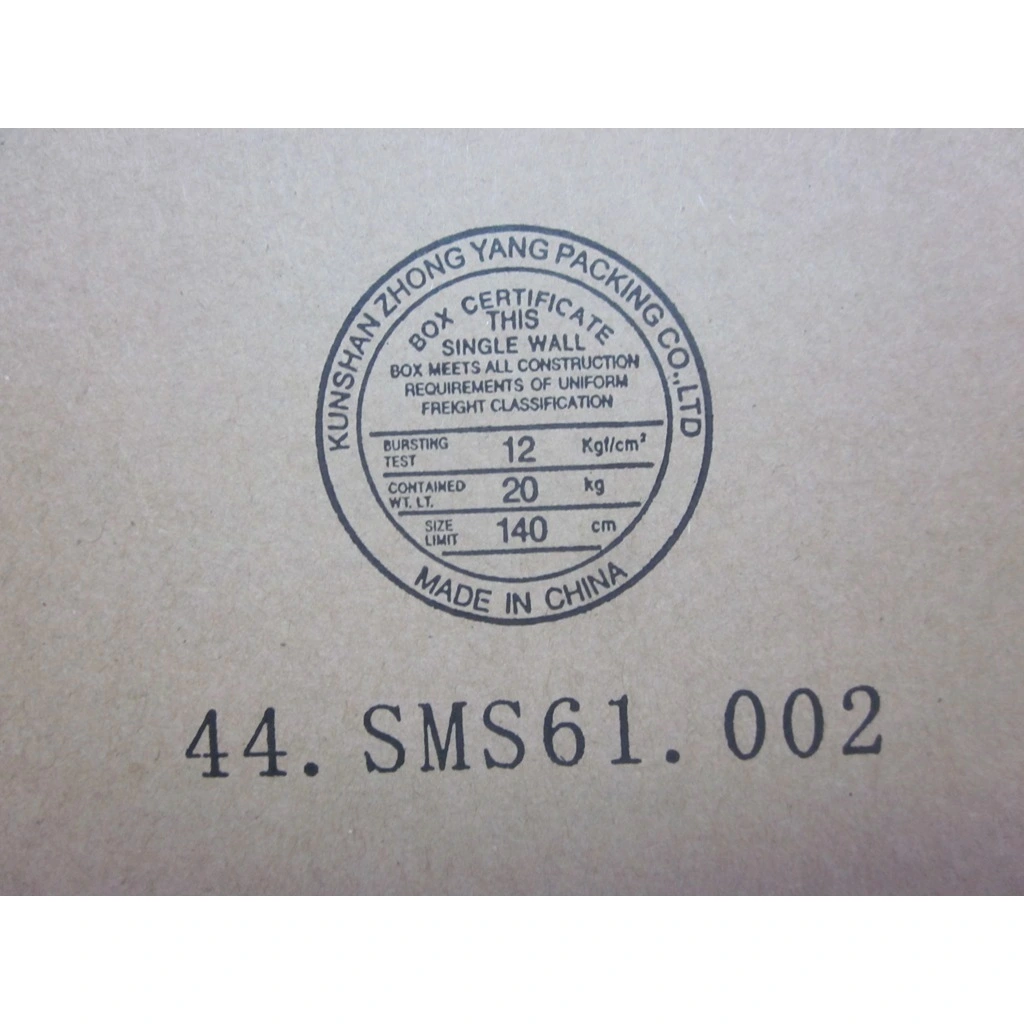 KUNSHAN ZHONG YANG PACKING CO.,LTD
BOX CERTIFICATE
THIS
SINGLE WALL
BOX MEETS ALL CONSTRUCTION
REQUIREMENTS OF UNIFORM
FREIGHT CLASSIFICATION
BURSTING TEST 12 Kgf/cm²
CONTAINED WT. LT. 20 kg
SIZE LIMIT 140 cm
MADE IN CHINA
44.SMS61.002